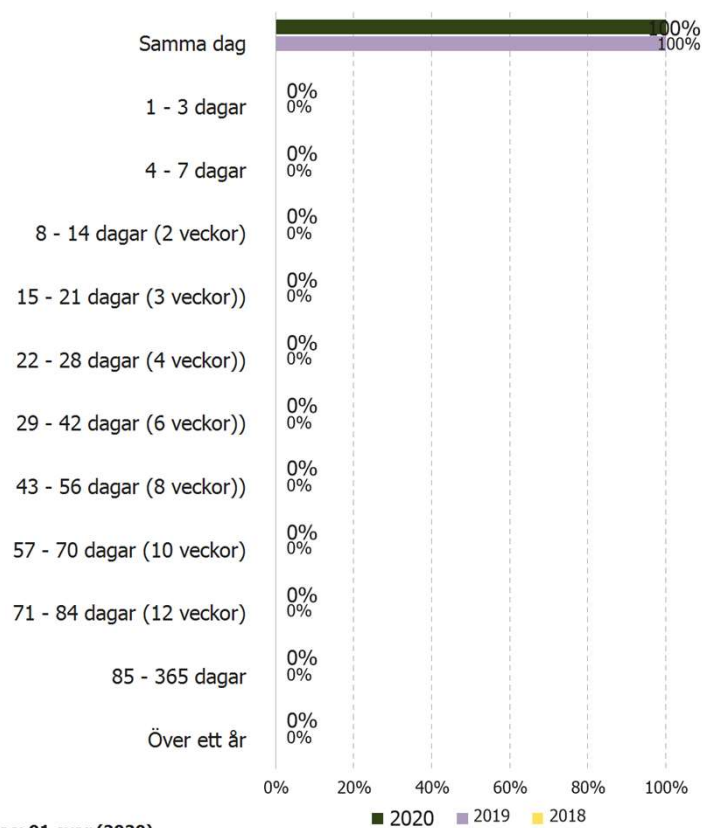 Samma dag
100%
100%
1 - 3 dagar
0%
0%
4 - 7 dagar
0%
0%
8 - 14 dagar (2 veckor)
0%
0%
15 - 21 dagar (3 veckor))
0%
0%
22 - 28 dagar (4 veckor))
0%
0%
29 - 42 dagar (6 veckor))
0%
0%
43 - 56 dagar (8 veckor))
0%
0%
57 - 70 dagar (10 veckor)
0%
0%
71 - 84 dagar (12 veckor)
0%
0%
85 - 365 dagar
0%
0%
Över ett år
0%
0%
0% 20% 40% 60% 80% 100%
2020 2019 2018